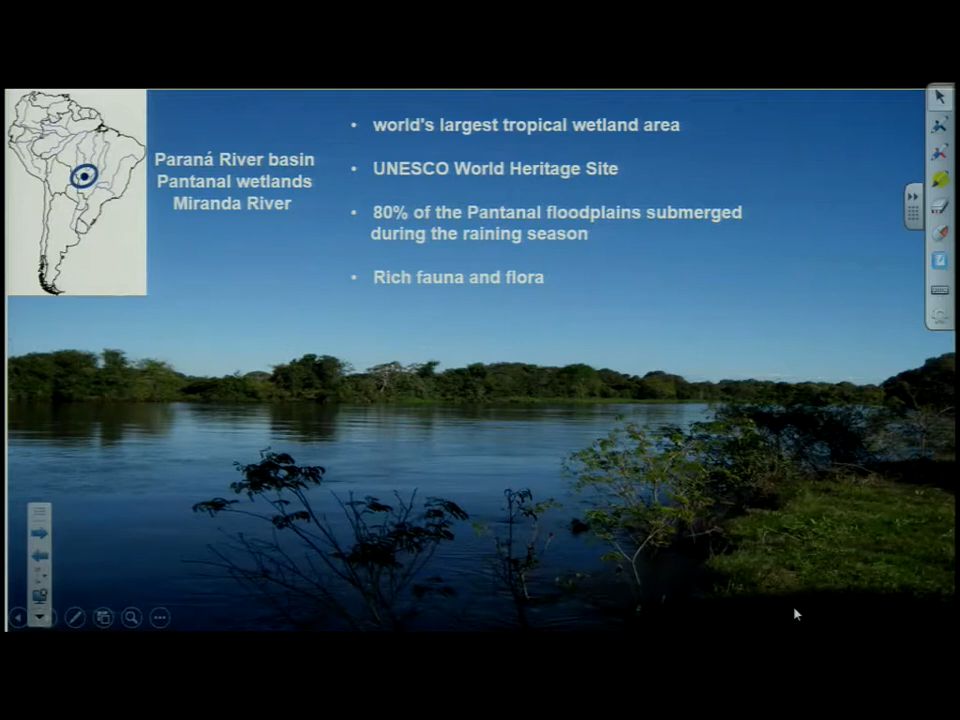 Paraná River basin
Pantanal wetlands
Miranda River
• world's largest tropical wetland area
• UNESCO World Heritage Site
• 80% of the Pantanal floodplains submerged
during the raining season
• Rich fauna and flora